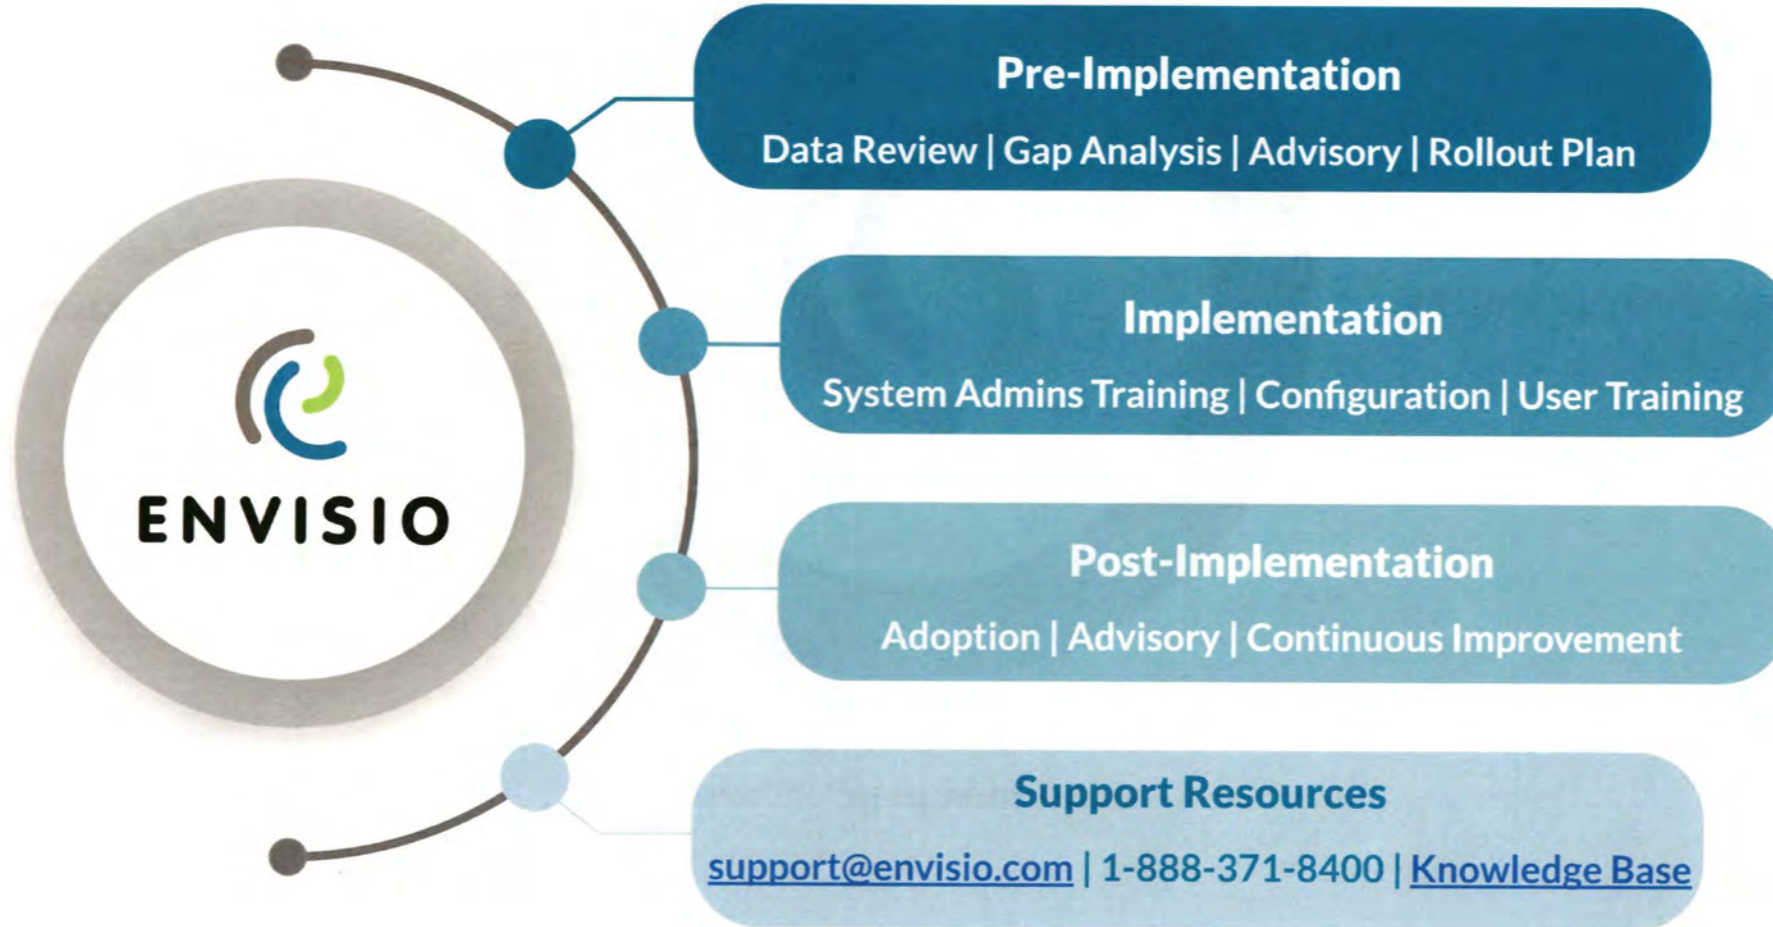 ENVISIO
Pre-Implementation
Data Review | Gap Analysis | Advisory | Rollout Plan
Implementation
System Admins Training | Configuration | User Training
Post-Implementation
Adoption | Advisory | Continuous Improvement
Support Resources
support@envisio.com | 1-888-371-8400 | Knowledge Base